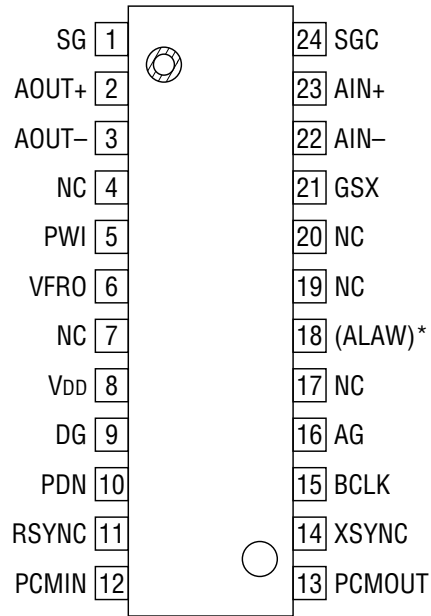 SG 1 24 SGC
AOUT+ 2 23 AIN+
AOUT– 3 22 AIN–
NC 4 21 GSX
PWI 5 20 NC
VFRO 6 19 NC
NC 7 18 (ALAW)*
VDD 8 17 NC
DG 9 16 AG
PDN 10 15 BCLK
RSYNC 11 14 XSYNC
PCMIN 12 13 PCMOUT